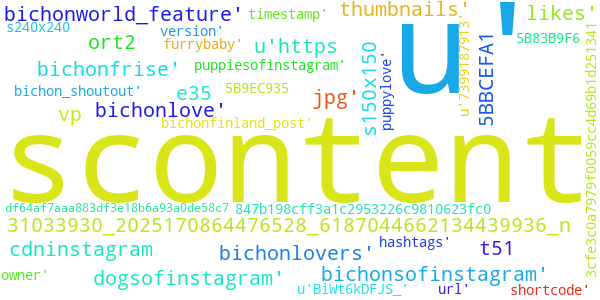 bichonworld_feature' timestamp' thumbnails' likes'
s240x240 version' u'
ort2 furrybaby' u'https 5B83B9F6
bichonfrise' puppiesofinstagram' s150x150 puppylove' u'7399187913' 5BBCEFA1
bichon_shoutout' e35 5B9EC935 jpg'
vp bichonlove'
bichonfinland_post'
scontent
3cfe3c0a7979f0059cc4d69b1d251341
df64af7aaa883df3e18b6a93a0de58c7 847b198cff3a1c2953226c9810623fc0
31033930_2025170864476528_6187044662134439936_n
cdninstagram bichonlovers' hashtags' t51
owner' dogsofinstagram' bichonsofinstagram'
u'BiWt6kDFJS_' url' shortcode'